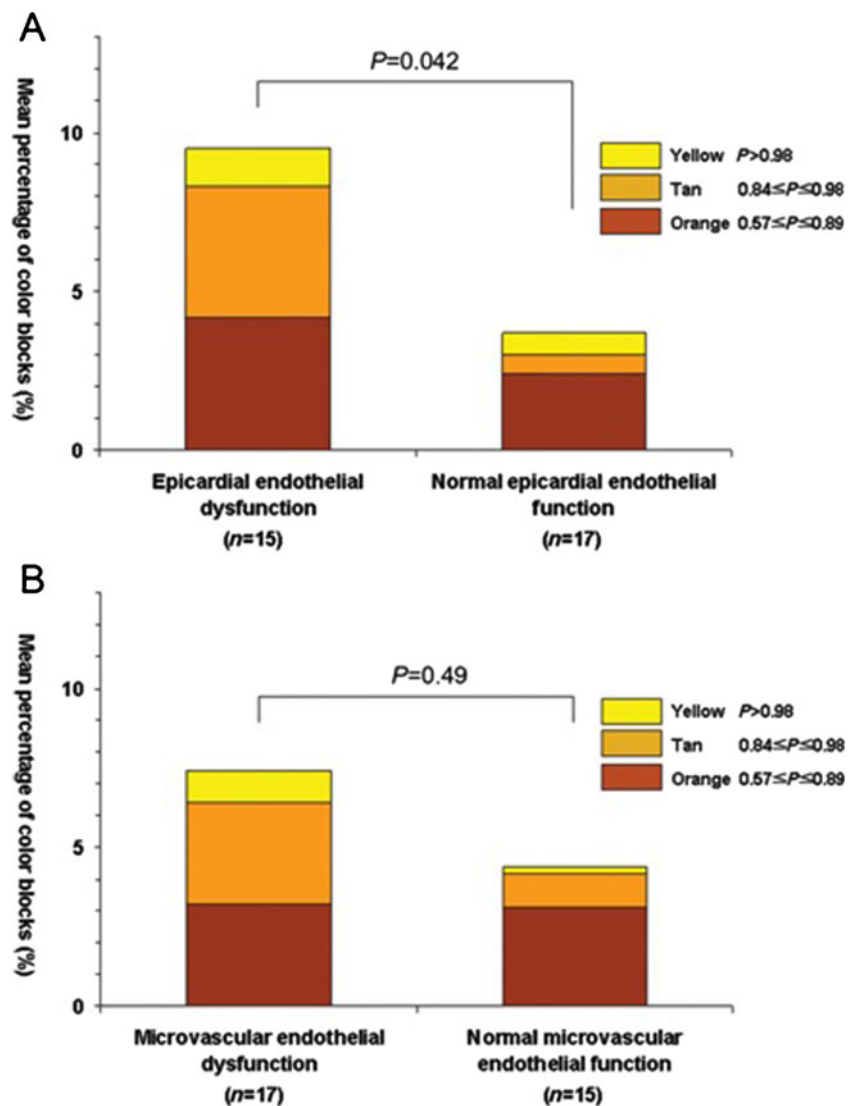 A
Mean percentage of color blocks (%)
10
5
0
P=0.042
Yellow P>0.98
Tan 0.84≤P≤0.98
Orange 0.57≤P≤0.89
Epicardial endothelial
dysfunction
(n=15)
Normal epicardial endothelial
function
(n=17)
B
Mean percentage of color blocks (%)
10
5
0
P=0.49
Yellow P>0.98
Tan 0.84≤P≤0.98
Orange 0.57≤P≤0.89
Microvascular endothelial
dysfunction
(n=17)
Normal microvascular
endothelial function
(n=15)